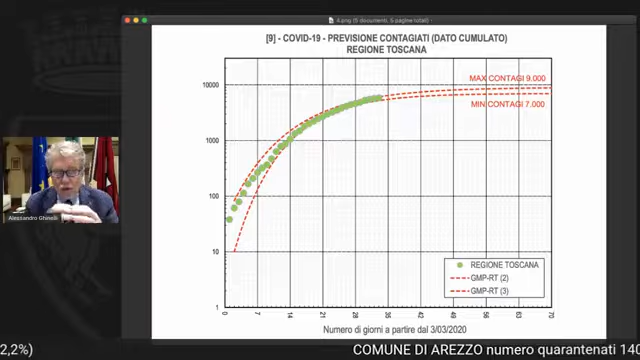 4.png (5 documenti, 5 pagine totali)
[9] - COVID-19 - PREVISIONE CONTAGIATI (DATO CUMULATO)
REGIONE TOSCANA
MAX CONTAGI 9.000
MIN CONTAGI 7.000
10000
1000
100
10
1
0 7 14 21 28 35 42 49 56 63 70
REGIONE TOSCANA
GMP-RT (2)
GMP-RT (3)
Numero di giorni a partire dal 3/03/2020
Alessandro Ghinelli
2,2%) COMUNE DI AREZZO numero quarantenati 140